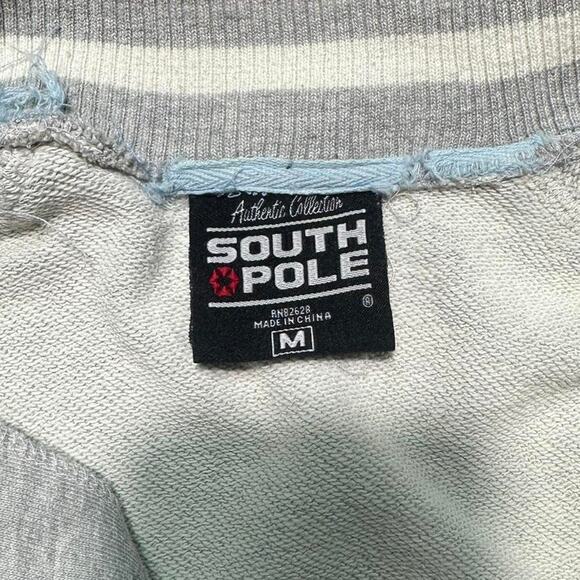 Authentic Collection
SOUTH
POLE
®
RN82628
MADE IN CHINA
M